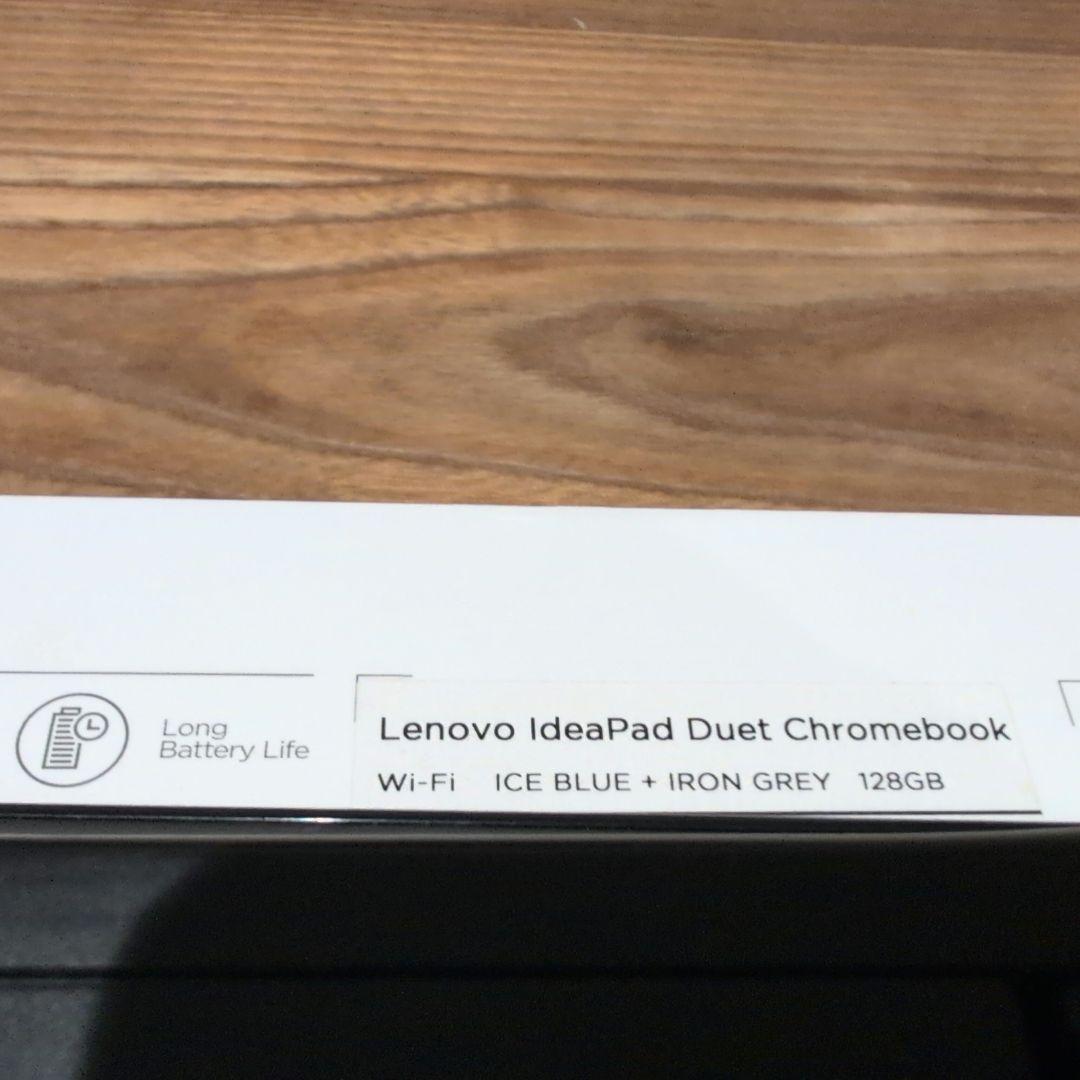 Long
Battery Life
Lenovo IdeaPad Duet Chromebook
Wi-Fi ICE BLUE + IRON GREY 128GB